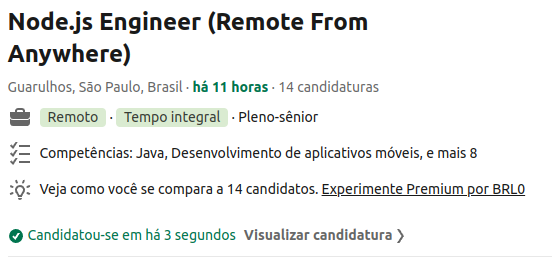 Node.js Engineer (Remote From
Anywhere)
Guarulhos, São Paulo, Brasil · há 11 horas · 14 candidaturas
Remoto · Tempo integral · Pleno-sênior
Competências: Java, Desenvolvimento de aplicativos móveis, e mais 8
Veja como você se compara a 14 candidatos. Experimente Premium por BRL0
Candidatou-se em há 3 segundos Visualizar candidatura ❯